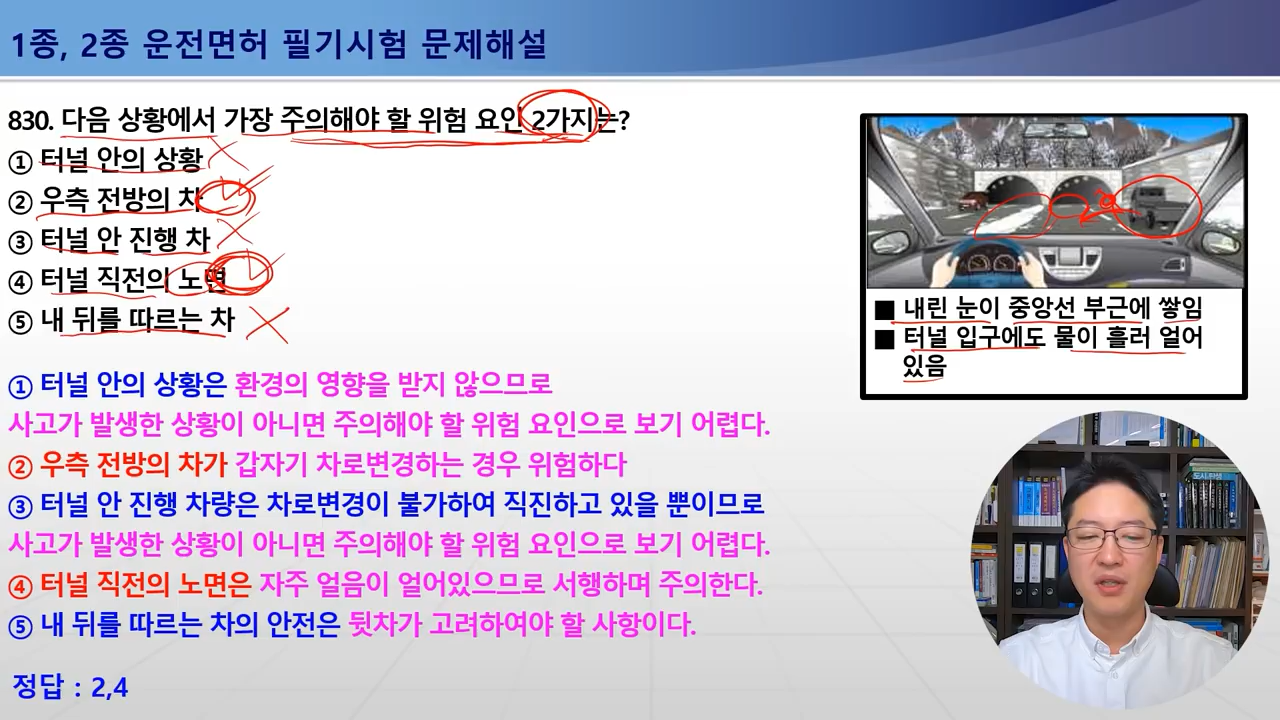 1종, 2종 운전면허 필기시험 문제해설
830. 다음 상황에서 가장 주의해야 할 위험 요인 2가지는?
① 터널 안의 상황
② 우측 전방의 차
③ 터널 안 진행 차
④ 터널 직전의 노면
⑤ 내 뒤를 따르는 차
■ 내린 눈이 중앙선 부근에 쌓임
■ 터널 입구에도 물이 흘러 얼어
있음
① 터널 안의 상황은 환경의 영향을 받지 않으므로
사고가 발생한 상황이 아니면 주의해야 할 위험 요인으로 보기 어렵다.
② 우측 전방의 차가 갑자기 차로변경하는 경우 위험하다
③ 터널 안 진행 차량은 차로변경이 불가하여 직진하고 있을 뿐이므로
사고가 발생한 상황이 아니면 주의해야 할 위험 요인으로 보기 어렵다.
④ 터널 직전의 노면은 자주 얼음이 얼어있으므로 서행하며 주의한다.
⑤ 내 뒤를 따르는 차의 안전은 뒷차가 고려하여야 할 사항이다.
정답 : 2,4